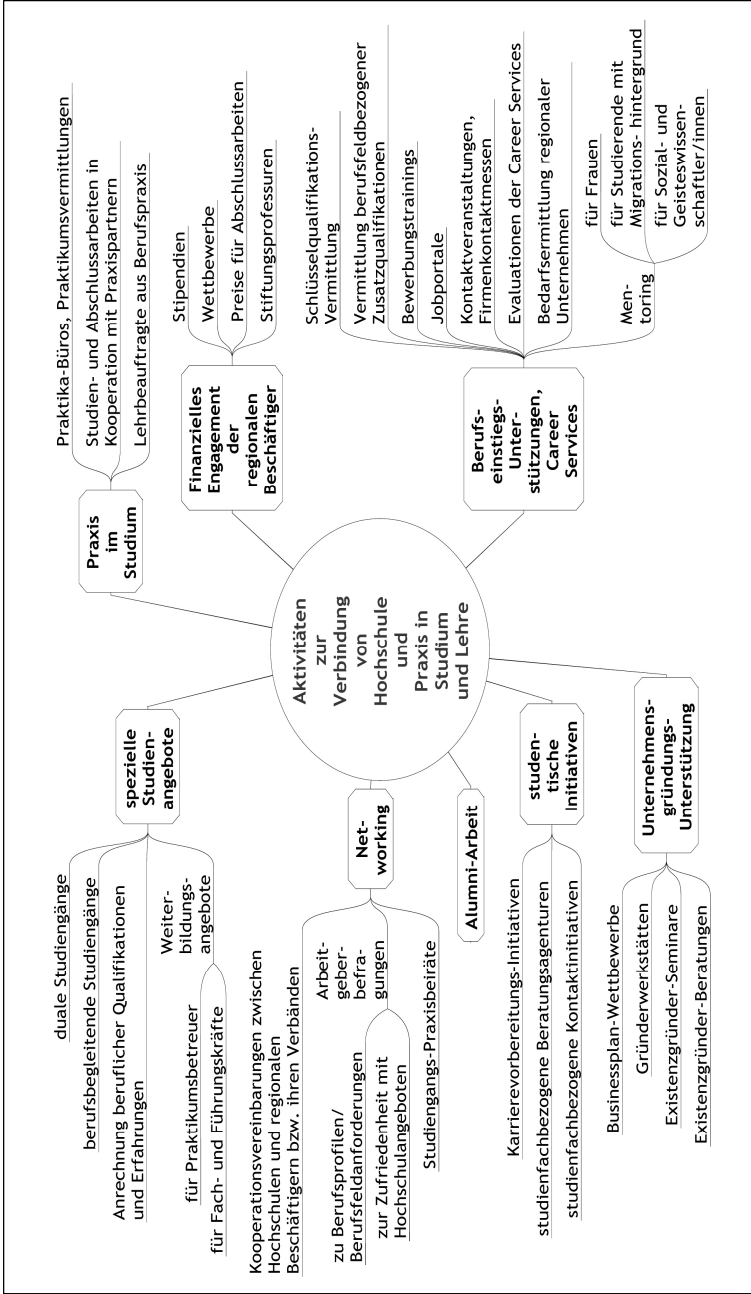 Aktivitäten
zur
Verbindung
von
Hochschule
und
Praxis in
Studium
und Lehre
Praxis
im
Studium
Praktika-Büros, Praktikumsvermittlungen
Studien- und Abschlussarbeiten in
Kooperation mit Praxispartnern
Lehrbeauftragte aus Berufspraxis
Finanzielles
Engagement
der
regionalen
Beschäftiger
Stipendien
Wettbewerbe
Preise für Abschlussarbeiten
Stiftungsprofessuren
Berufs-
einstiegs-
Unter-
stützungen,
Career
Services
Schlüsselqualifikations-
Vermittlung
Vermittlung berufsfeldbezogener
Zusatzqualifikationen
Bewerbungstrainings
Jobportale
Kontaktveranstaltungen,
Firmenkontaktmessen
Evaluationen der Career Services
Bedarfsermittlung regionaler
Unternehmen
Men-
toring
für Frauen
für Studierende mit
Migrations- hintergrund
für Sozial- und
Geisteswissen-
schaftler/innen
spezielle
Studien-
angebote
duale Studiengänge
berufsbegleitende Studiengänge
Anrechnung beruflicher Qualifikationen
und Erfahrungen
Weiter-
bildungs-
angebote
für Praktikumsbetreuer
für Fach- und Führungskräfte
Net-
working
Kooperationsvereinbarungen zwischen
Hochschulen und regionalen
Beschäftigern bzw. ihren Verbänden
Arbeit-
geber-
befra-
gungen
zu Berufsprofilen/
Berufsfeldanforderungen
zur Zufriedenheit mit
Hochschulangeboten
Studiengangs-Praxisbeiräte
Alumni-Arbeit
studen-
tische
Initiativen
Karrierevorbereitungs-Initiativen
studienfachbezogene Beratungsagenturen
studienfachbezogene Kontaktinitiativen
Unternehmens-
gründungs-
Unterstützung
Businessplan-Wettbewerbe
Gründerwerkstätten
Existenzgründer-Seminare
Existenzgründer-Beratungen